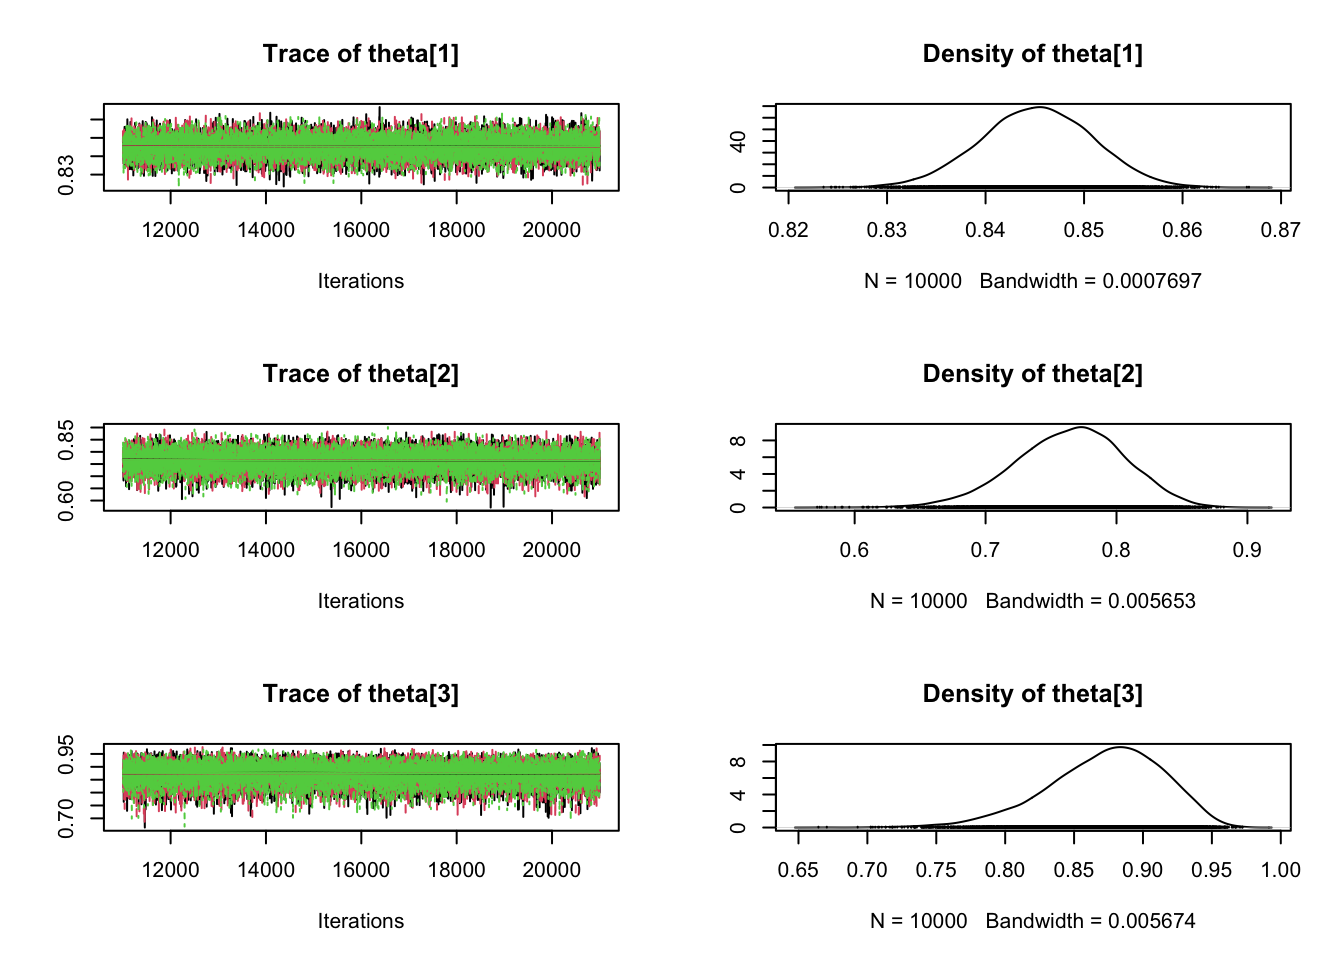 Trace of theta[1]
Density of theta[1]
0.83
12000 14000 16000 18000 20000
Iterations
0 40
0.82 0.83 0.84 0.85 0.86 0.87
N = 10000 Bandwidth = 0.0007697
Trace of theta[2]
Density of theta[2]
0.60 0.85
12000 14000 16000 18000 20000
Iterations
0 4 8
0.6 0.7 0.8 0.9
N = 10000 Bandwidth = 0.005653
Trace of theta[3]
Density of theta[3]
0.70 0.95
12000 14000 16000 18000 20000
Iterations
0 4 8
0.65 0.70 0.75 0.80 0.85 0.90 0.95 1.00
N = 10000 Bandwidth = 0.005674